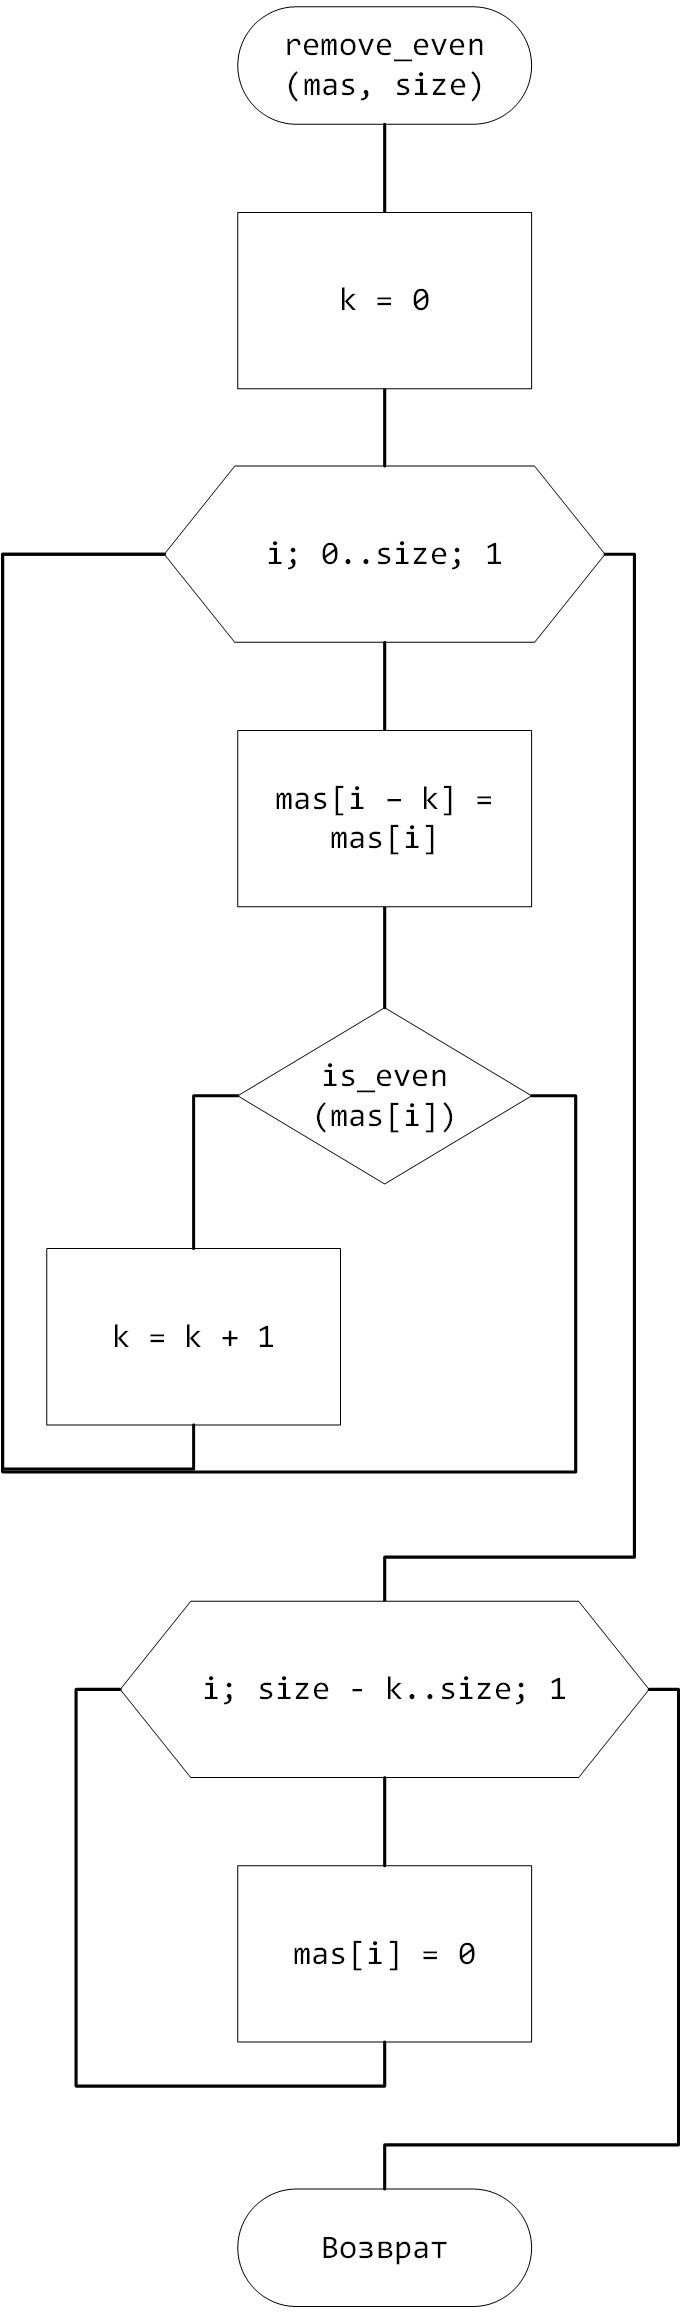 remove_even
(mas, size)
k = 0
i; 0..size; 1
mas[i – k] =
mas[i]
is_even
(mas[i])
k = k + 1
i; size - k..size; 1
mas[i] = 0
Возврат